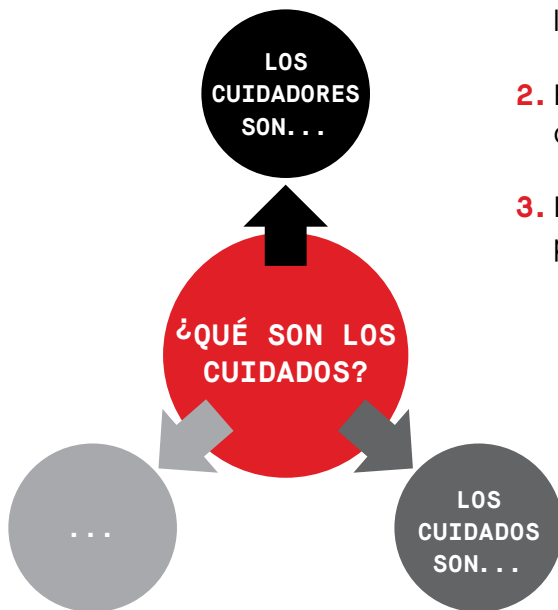 LOS
CUIDADORES
SON...
2.
3.
¿QUÉ SON LOS
CUIDADOS?
...
LOS
CUIDADOS
SON...